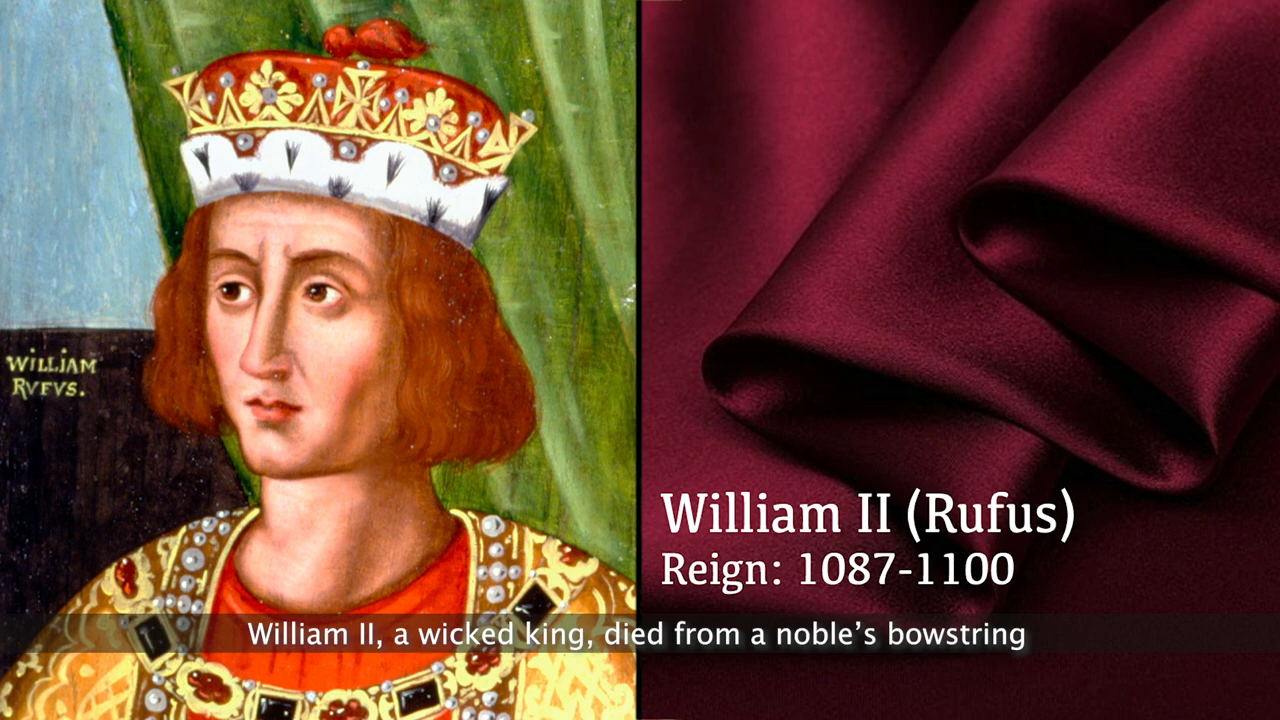 WILLIAM
RVFVS.
William II (Rufus)
Reign: 1087-1100
William II, a wicked king, died from a noble’s bowstring